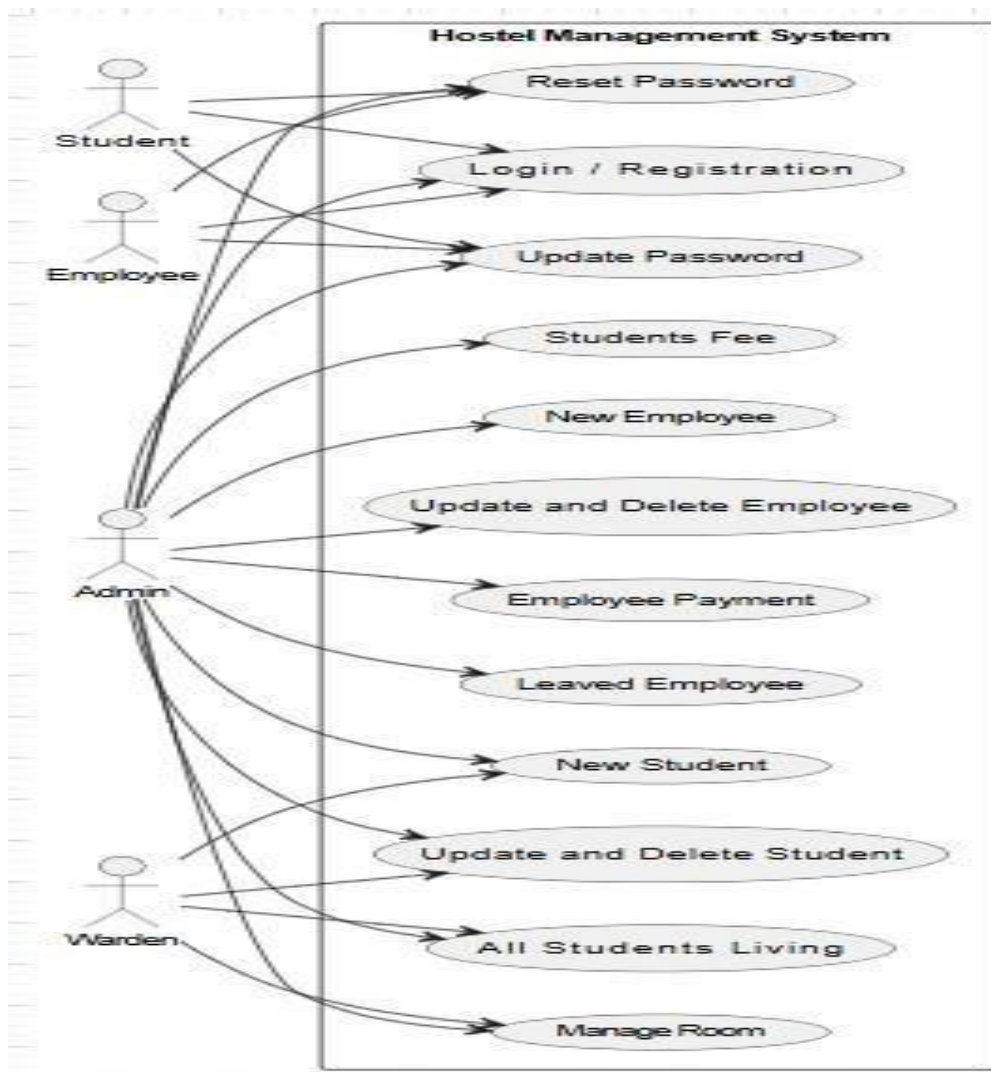 Hostel Management System
Reset Password
Student
Login / Registration
Employee
Update Password
Students Fee
New Employee
Update and Delete Employee
Admin
Employee Payment
Leaved Employee
New Student
Update and Delete Student
Warden
All Students Living
Manage Room